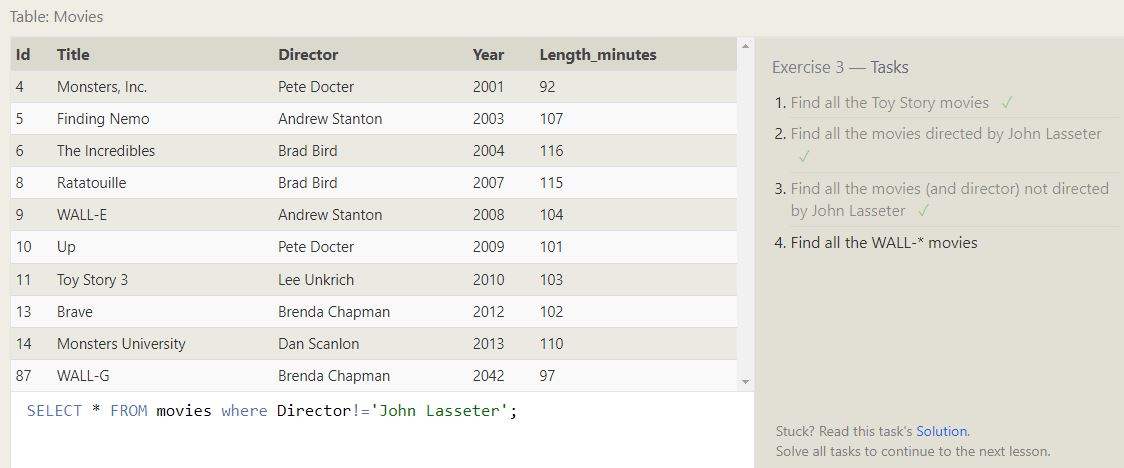 Table: Movies
Id Title Director Year Length_minutes
4 Monsters, Inc. Pete Docter 2001 92
5 Finding Nemo Andrew Stanton 2003 107
6 The Incredibles Brad Bird 2004 116
8 Ratatouille Brad Bird 2007 115
9 WALL-E Andrew Stanton 2008 104
10 Up Pete Docter 2009 101
11 Toy Story 3 Lee Unkrich 2010 103
13 Brave Brenda Chapman 2012 102
14 Monsters University Dan Scanlon 2013 110
87 WALL-G Brenda Chapman 2042 97
SELECT * FROM movies where Director!='John Lasseter';
Exercise 3 — Tasks
1. Find all the Toy Story movies ✓
2. Find all the movies directed by John Lasseter
✓
3. Find all the movies (and director) not directed
by John Lasseter ✓
4. Find all the WALL-* movies
Stuck? Read this task's Solution.
Solve all tasks to continue to the next lesson.